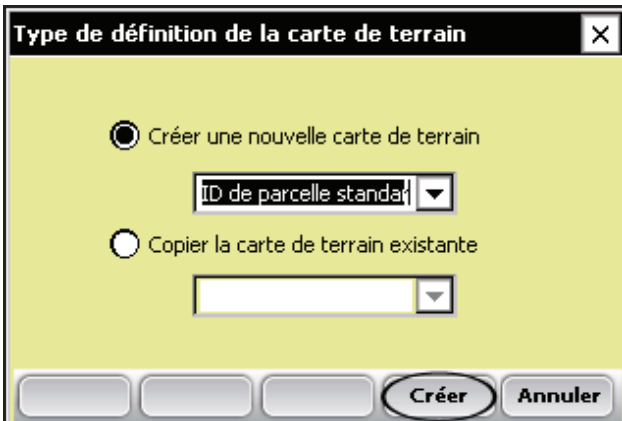 Type de définition de la carte de terrain
Créer une nouvelle carte de terrain
ID de parcelle standar
Copier la carte de terrain existante
Créer Annuler